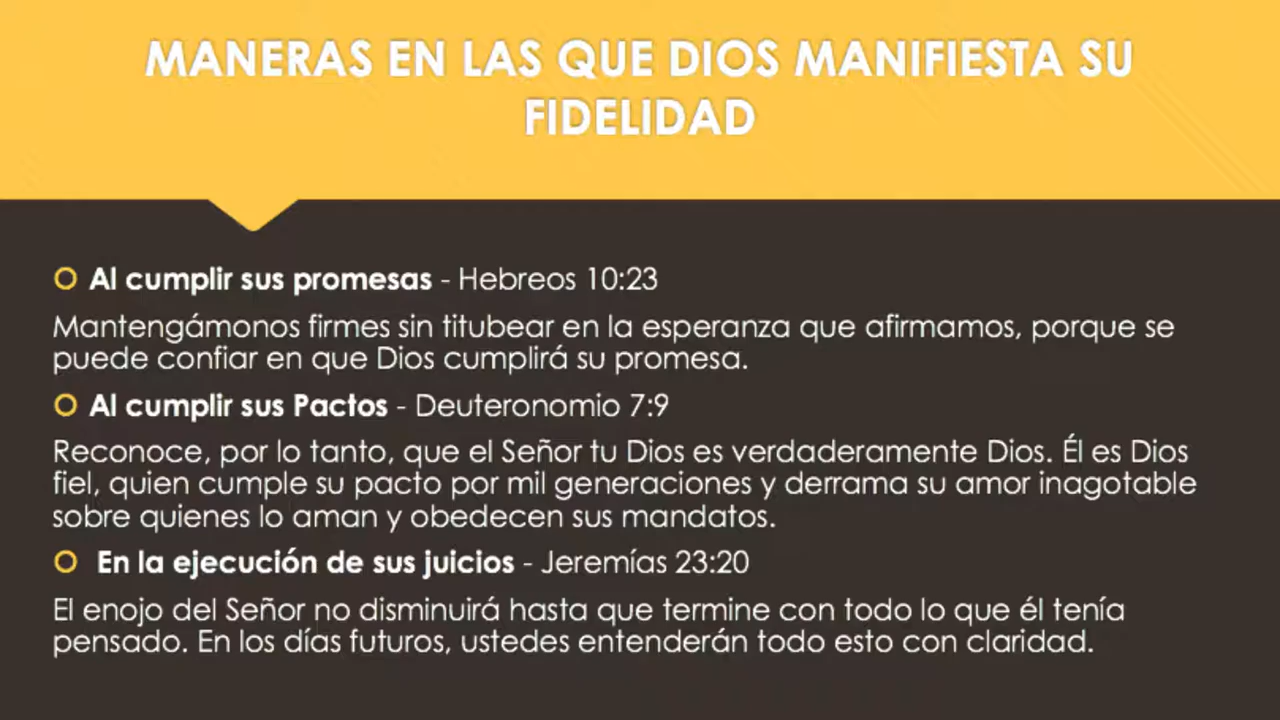 MANERAS EN LAS QUE DIOS MANIFIESTA SU
FIDELIDAD
Al cumplir sus promesas - Hebreos 10:23
Mantengámonos firmes sin titubear en la esperanza que afirmamos, porque se
puede confiar en que Dios cumplirá su promesa.
Al cumplir sus Pactos - Deuteronomio 7:9
Reconoce, por lo tanto, que el Señor tu Dios es verdaderamente Dios. Él es Dios
fiel, quien cumple su pacto por mil generaciones y derrama su amor inagotable
sobre quienes lo aman y obedecen sus mandatos.
En la ejecución de sus juicios - Jeremías 23:20
El enojo del Señor no disminuirá hasta que termine con todo lo que él tenía
pensado. En los días futuros, ustedes entenderán todo esto con claridad.